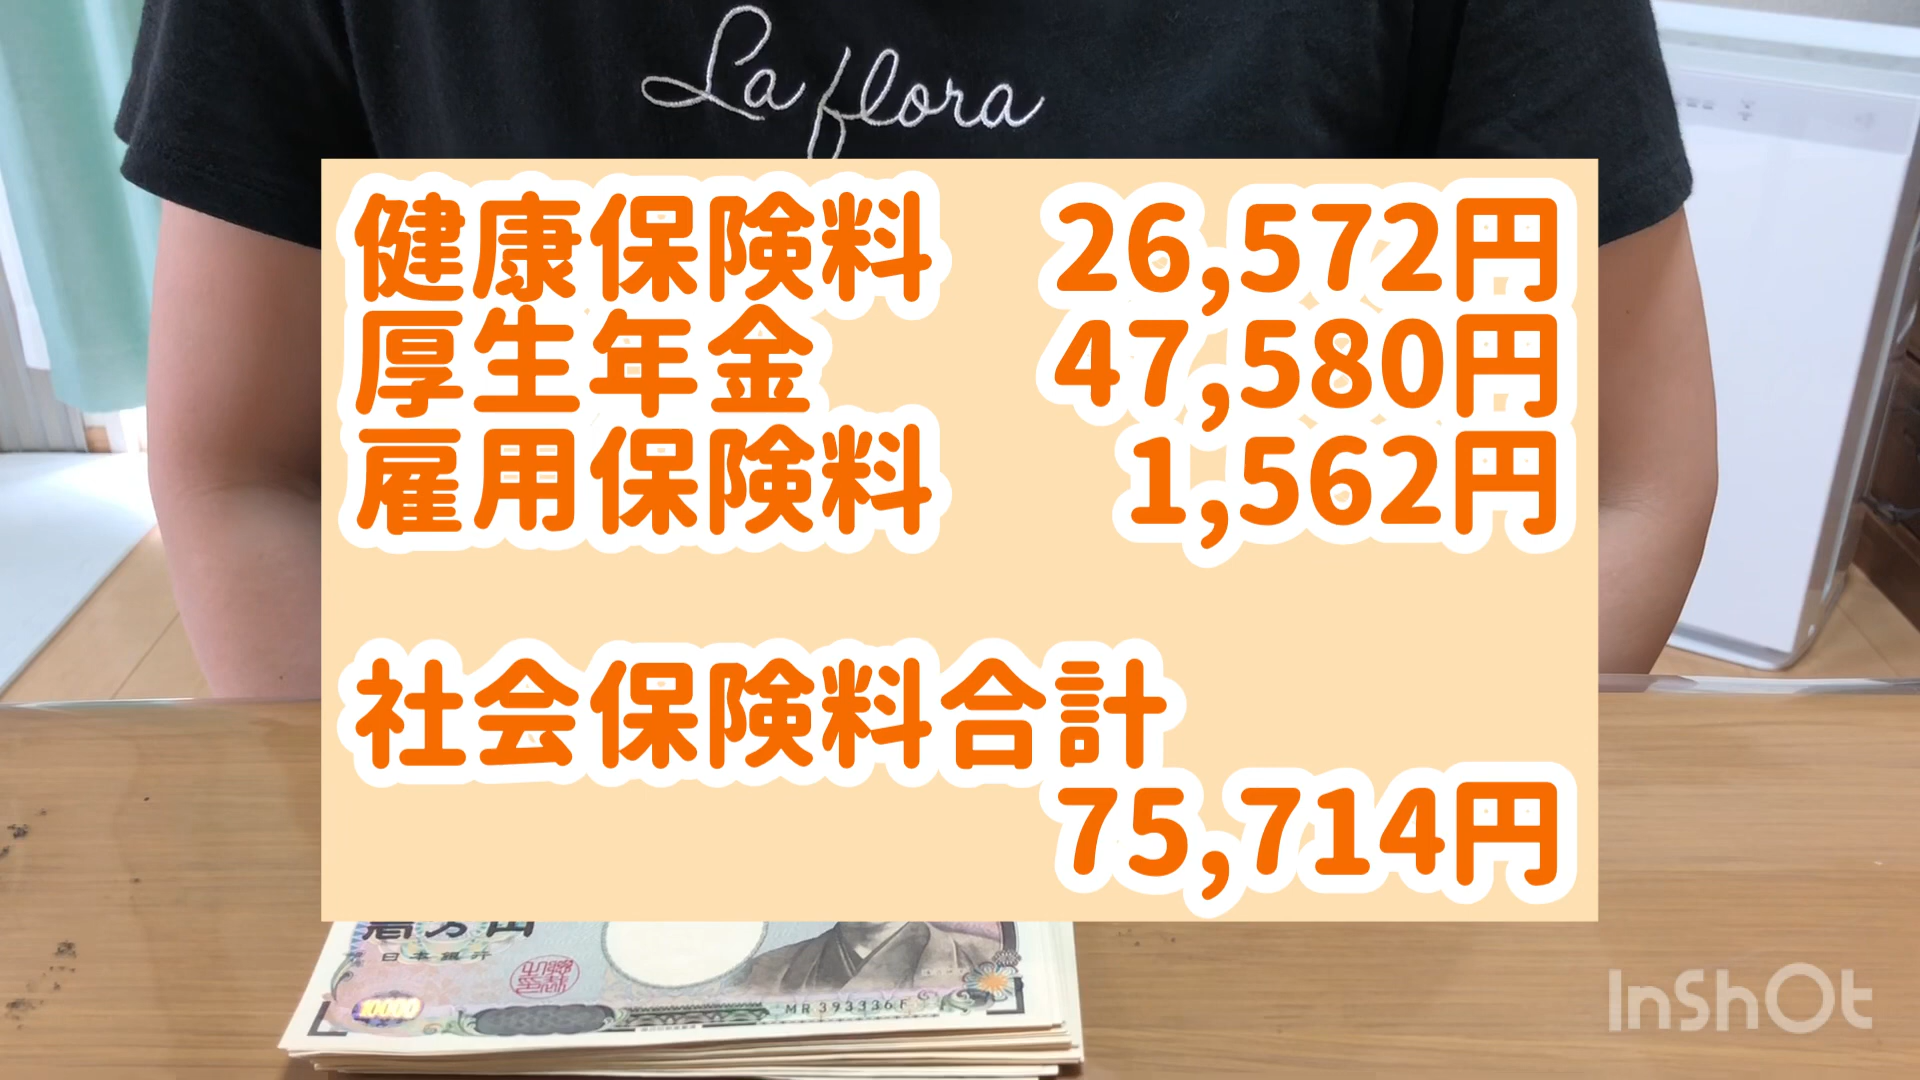 La flora
健康保険料 26,572円
厚生年金 47,580円
雇用保険料 1,562円
社会保険料合計
75,714円
日本銀行
10000
MR393336F
InShOt